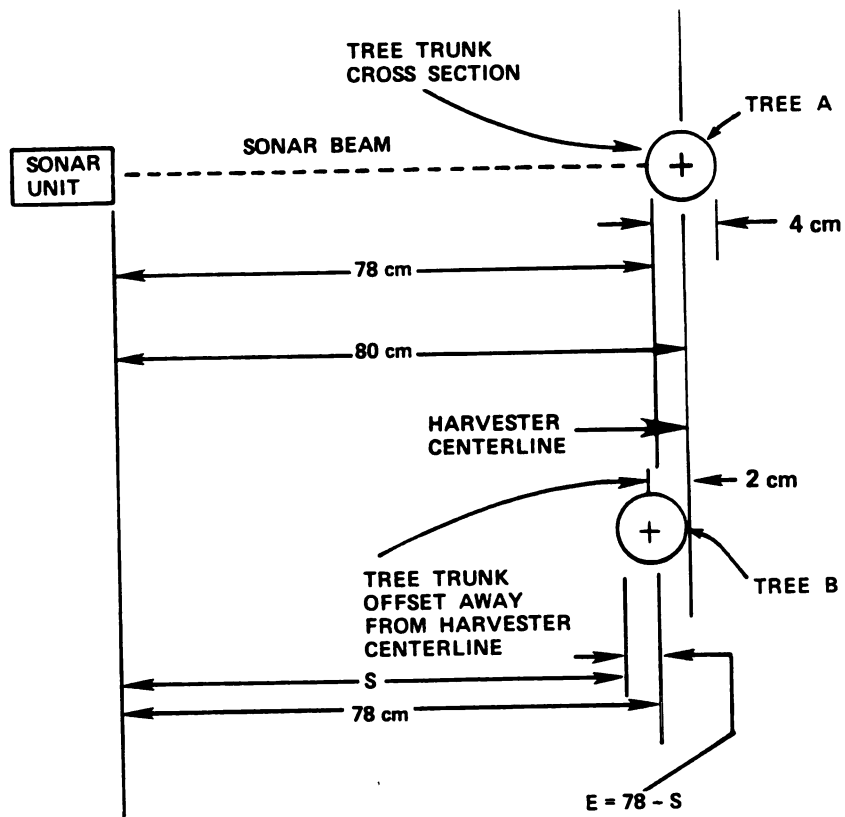 TREE TRUNK
CROSS SECTION
TREE A
SONAR BEAM
SONAR
UNIT
4 cm
78 cm
80 cm
HARVESTER
CENTERLINE
2 cm
TREE TRUNK
OFFSET AWAY
FROM HARVESTER
CENTERLINE
TREE B
S
78 cm
E = 78 - S